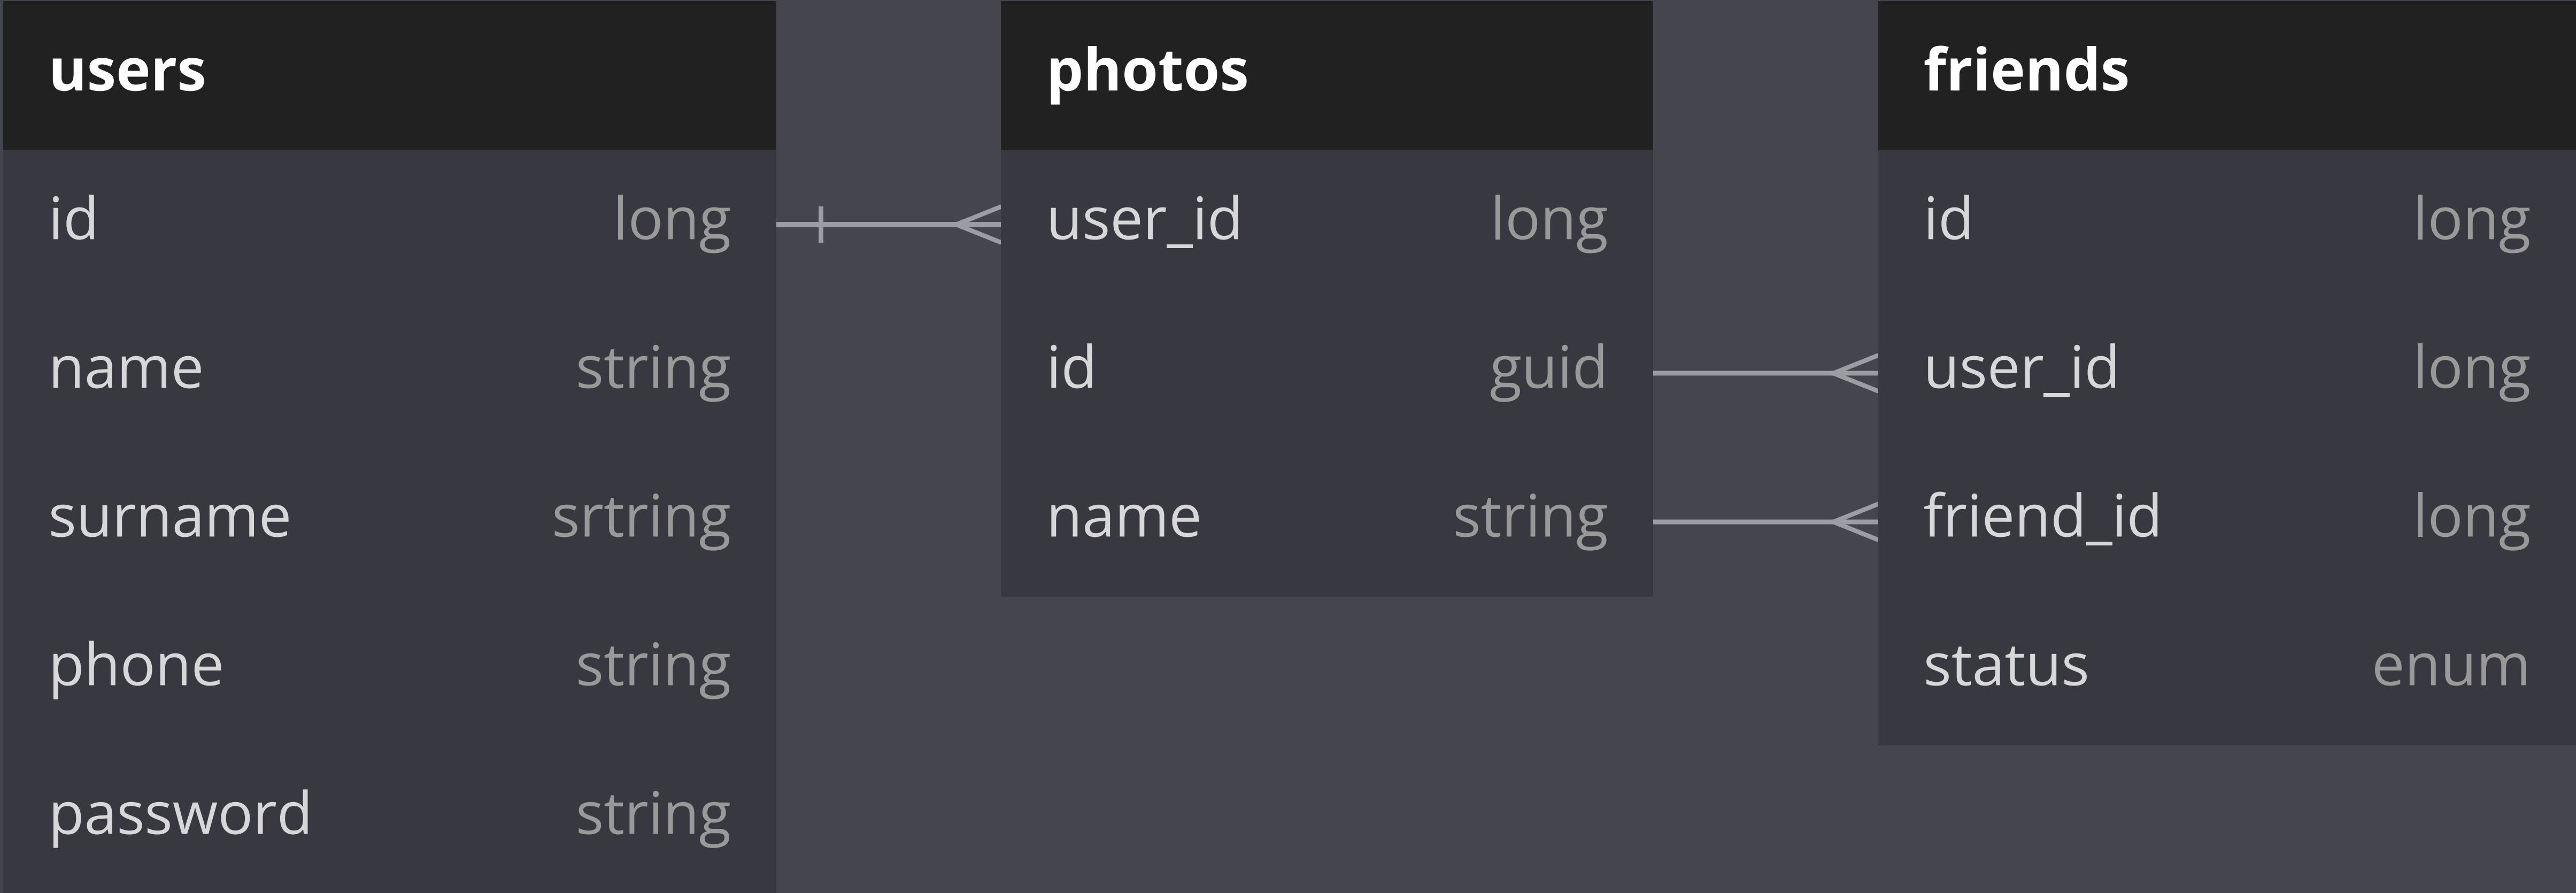 users
id long
name string
surname srtring
phone string
password string
photos
user_id long
id guid
name string
friends
id long
user_id long
friend_id long
status enum